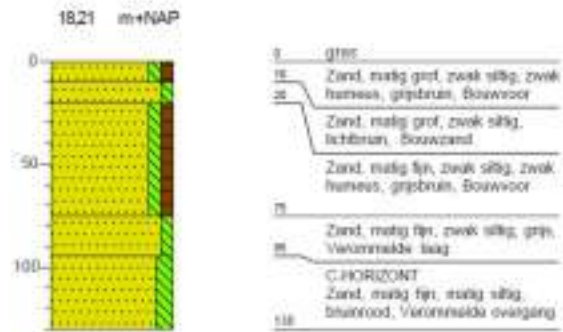 18,21 m+NAP
0
50
100
0 gras
10 Zand, matig grof, zwak siltig, zwak
humeus, grijsbruin, Bouwvoor
20
Zand, matig grof, zwak siltig,
lichtbruin, Bouwzand
Zand, matig fijn, zwak siltig, zwak
humeus, grijsbruin, Bouwvoor
75
Zand, matig fijn, zwak siltig, grijs,
Verommelde laag
95
C-HORIZONT
Zand, matig fijn, matig siltig,
bruinrood, Verommelde overgang
130